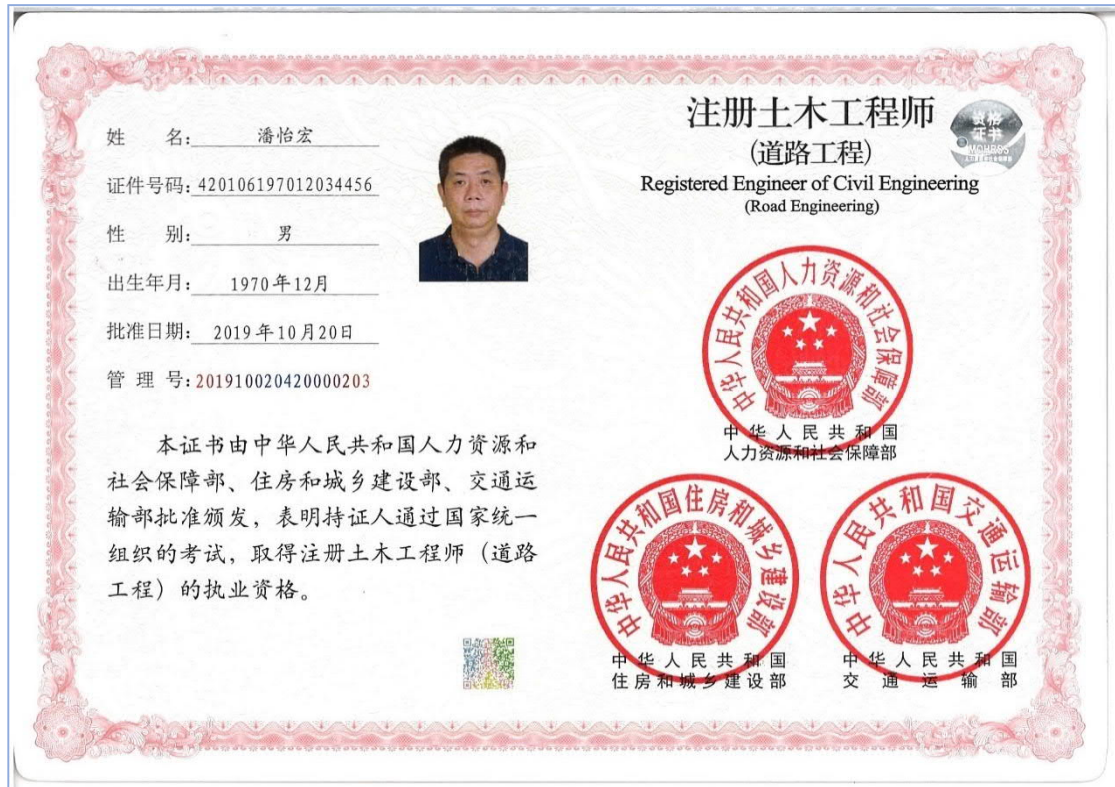 姓 名: 潘怡宏
证件号码: 420106197012034456
性 别: 男
出生年月: 1970年12月
批准日期: 2019年10月20日
管 理 号: 201910020420000203
本证书由中华人民共和国人力资源和
社会保障部、住房和城乡建设部、交通运
输部批准颁发，表明持证人通过国家统一
组织的考试，取得注册土木工程师（道路
工程）的执业资格。
注册土木工程师
(道路工程)
Registered Engineer of Civil Engineering
(Road Engineering)
资格
证书
MOHRSS
中华人民共和国人力资源和社会保障部
中华人民共和国
人力资源和社会保障部
中华人民共和国住房和城乡建设部
中华人民共和国
住房和城乡建设部
中华人民共和国交通运输部
中华人民共和国
交通运输部